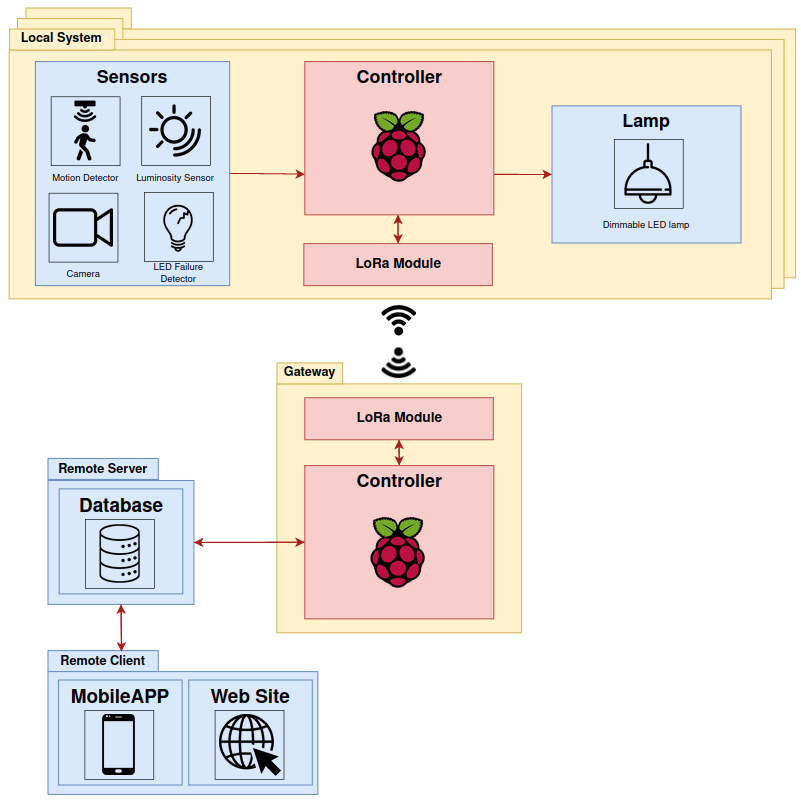 Local System
Sensors
Motion Detector
Luminosity Sensor
Camera
LED Failure
Detector
Controller
LoRa Module
Lamp
Dimmable LED lamp
Gateway
LoRa Module
Controller
Remote Server
Database
Remote Client
MobileAPP
Web Site